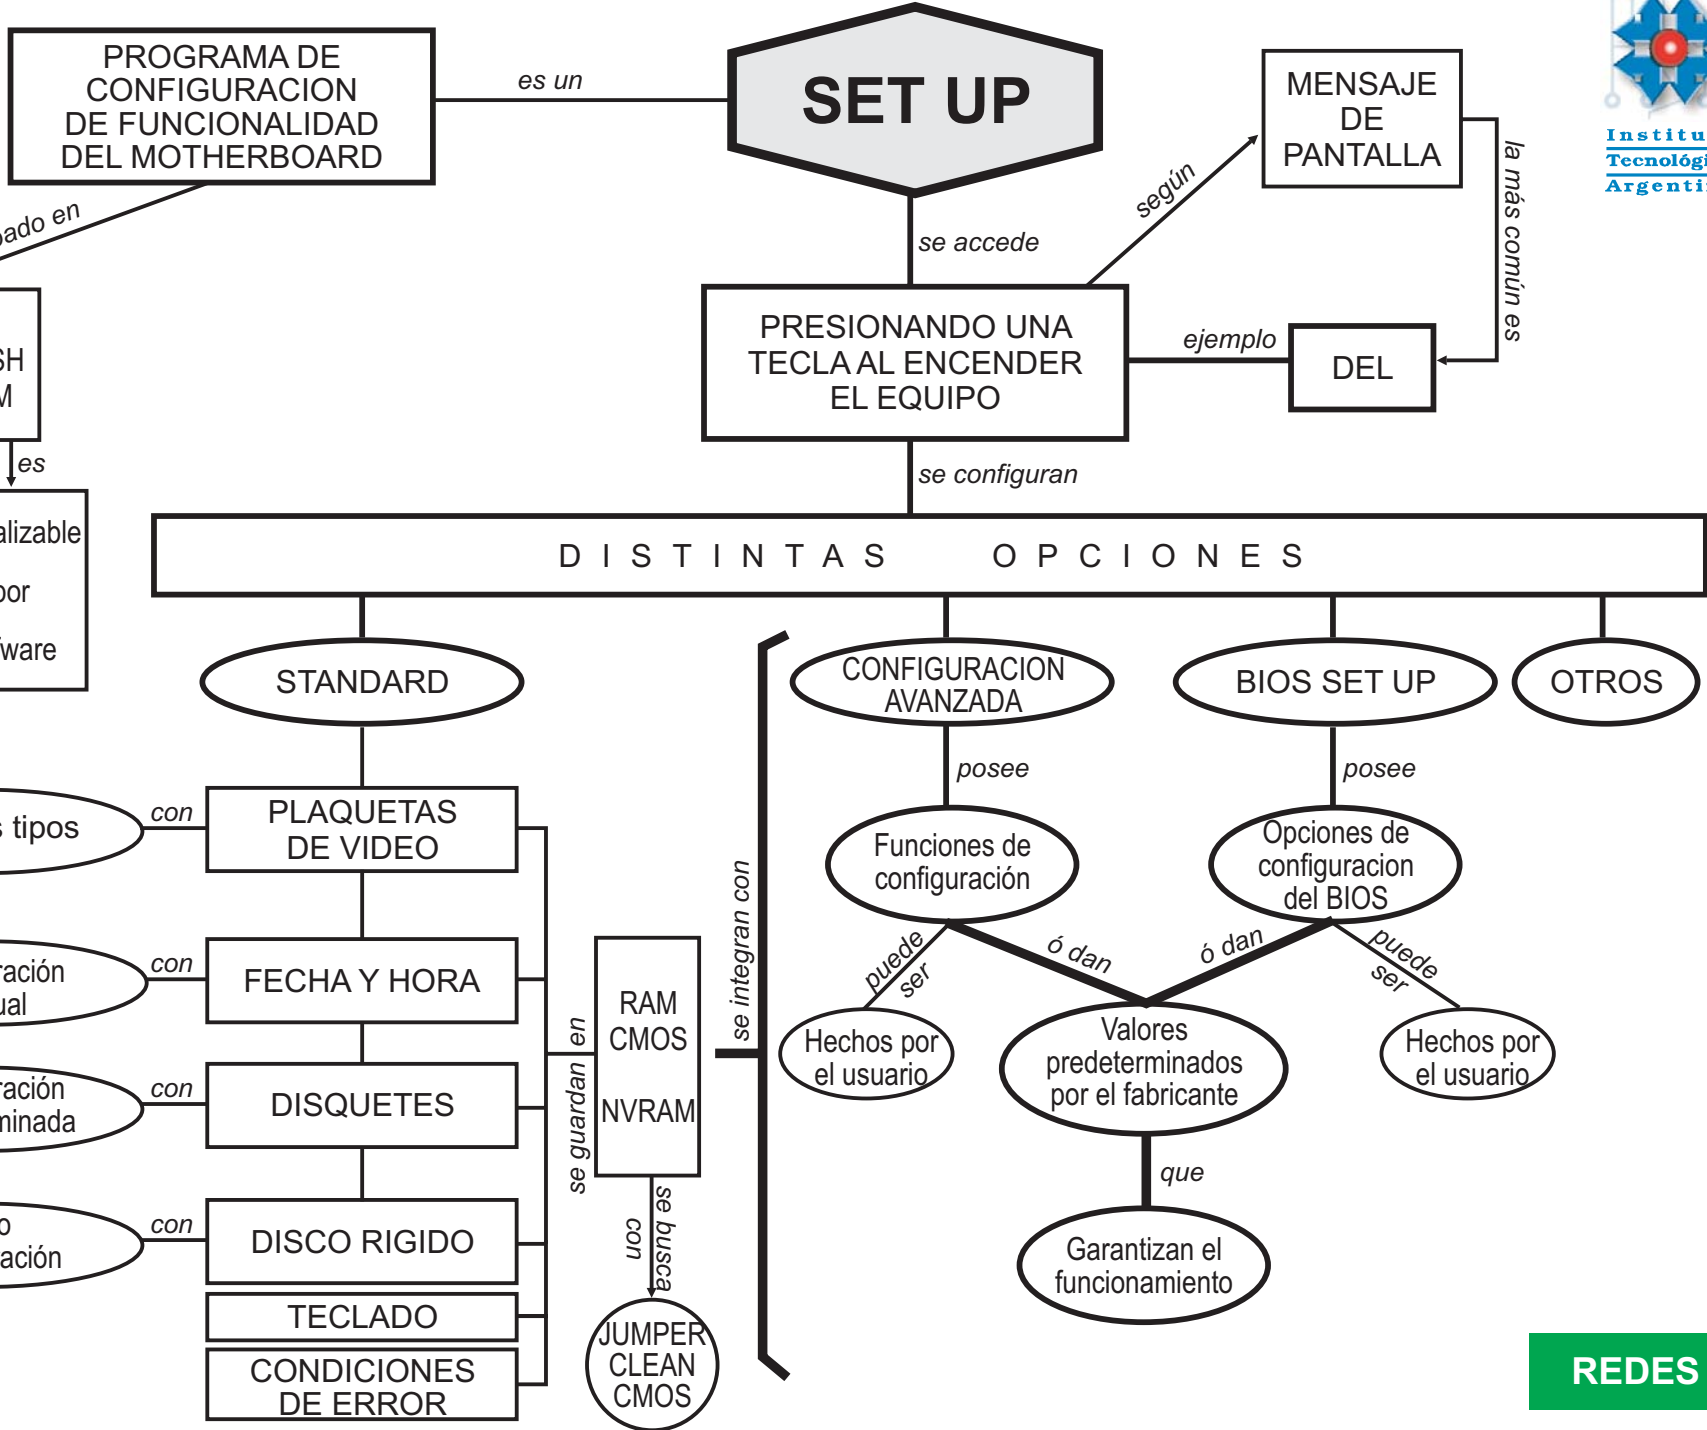 PROGRAMA DE
CONFIGURACION
DE FUNCIONALIDAD
DEL MOTHERBOARD
es un
SET UP
MENSAJE
DE
PANTALLA
según
la más común es
se accede
en
PRESIONANDO UNA
TECLA AL ENCENDER
EL EQUIPO
ejemplo
DEL
es
por
se configuran
DISTINTAS OPCIONES
STANDARD
CONFIGURACION
AVANZADA
BIOS SET UP
OTROS
posee
posee
tipos
con
PLAQUETAS
DE VIDEO
Funciones de
configuración
Opciones de
configuracion
del BIOS
con
FECHA Y HORA
con
DISQUETES
con
DISCO RIGIDO
TECLADO
CONDICIONES
DE ERROR
se guardan en
RAM
CMOS
NVRAM
se busca
con
JUMPER
CLEAN
CMOS
se integran con
puede
ser
ó dan
ó dan
puede
ser
Hechos por
el usuario
Valores
predeterminados
por el fabricante
Hechos por
el usuario
que
Garantizan el
funcionamiento
REDES